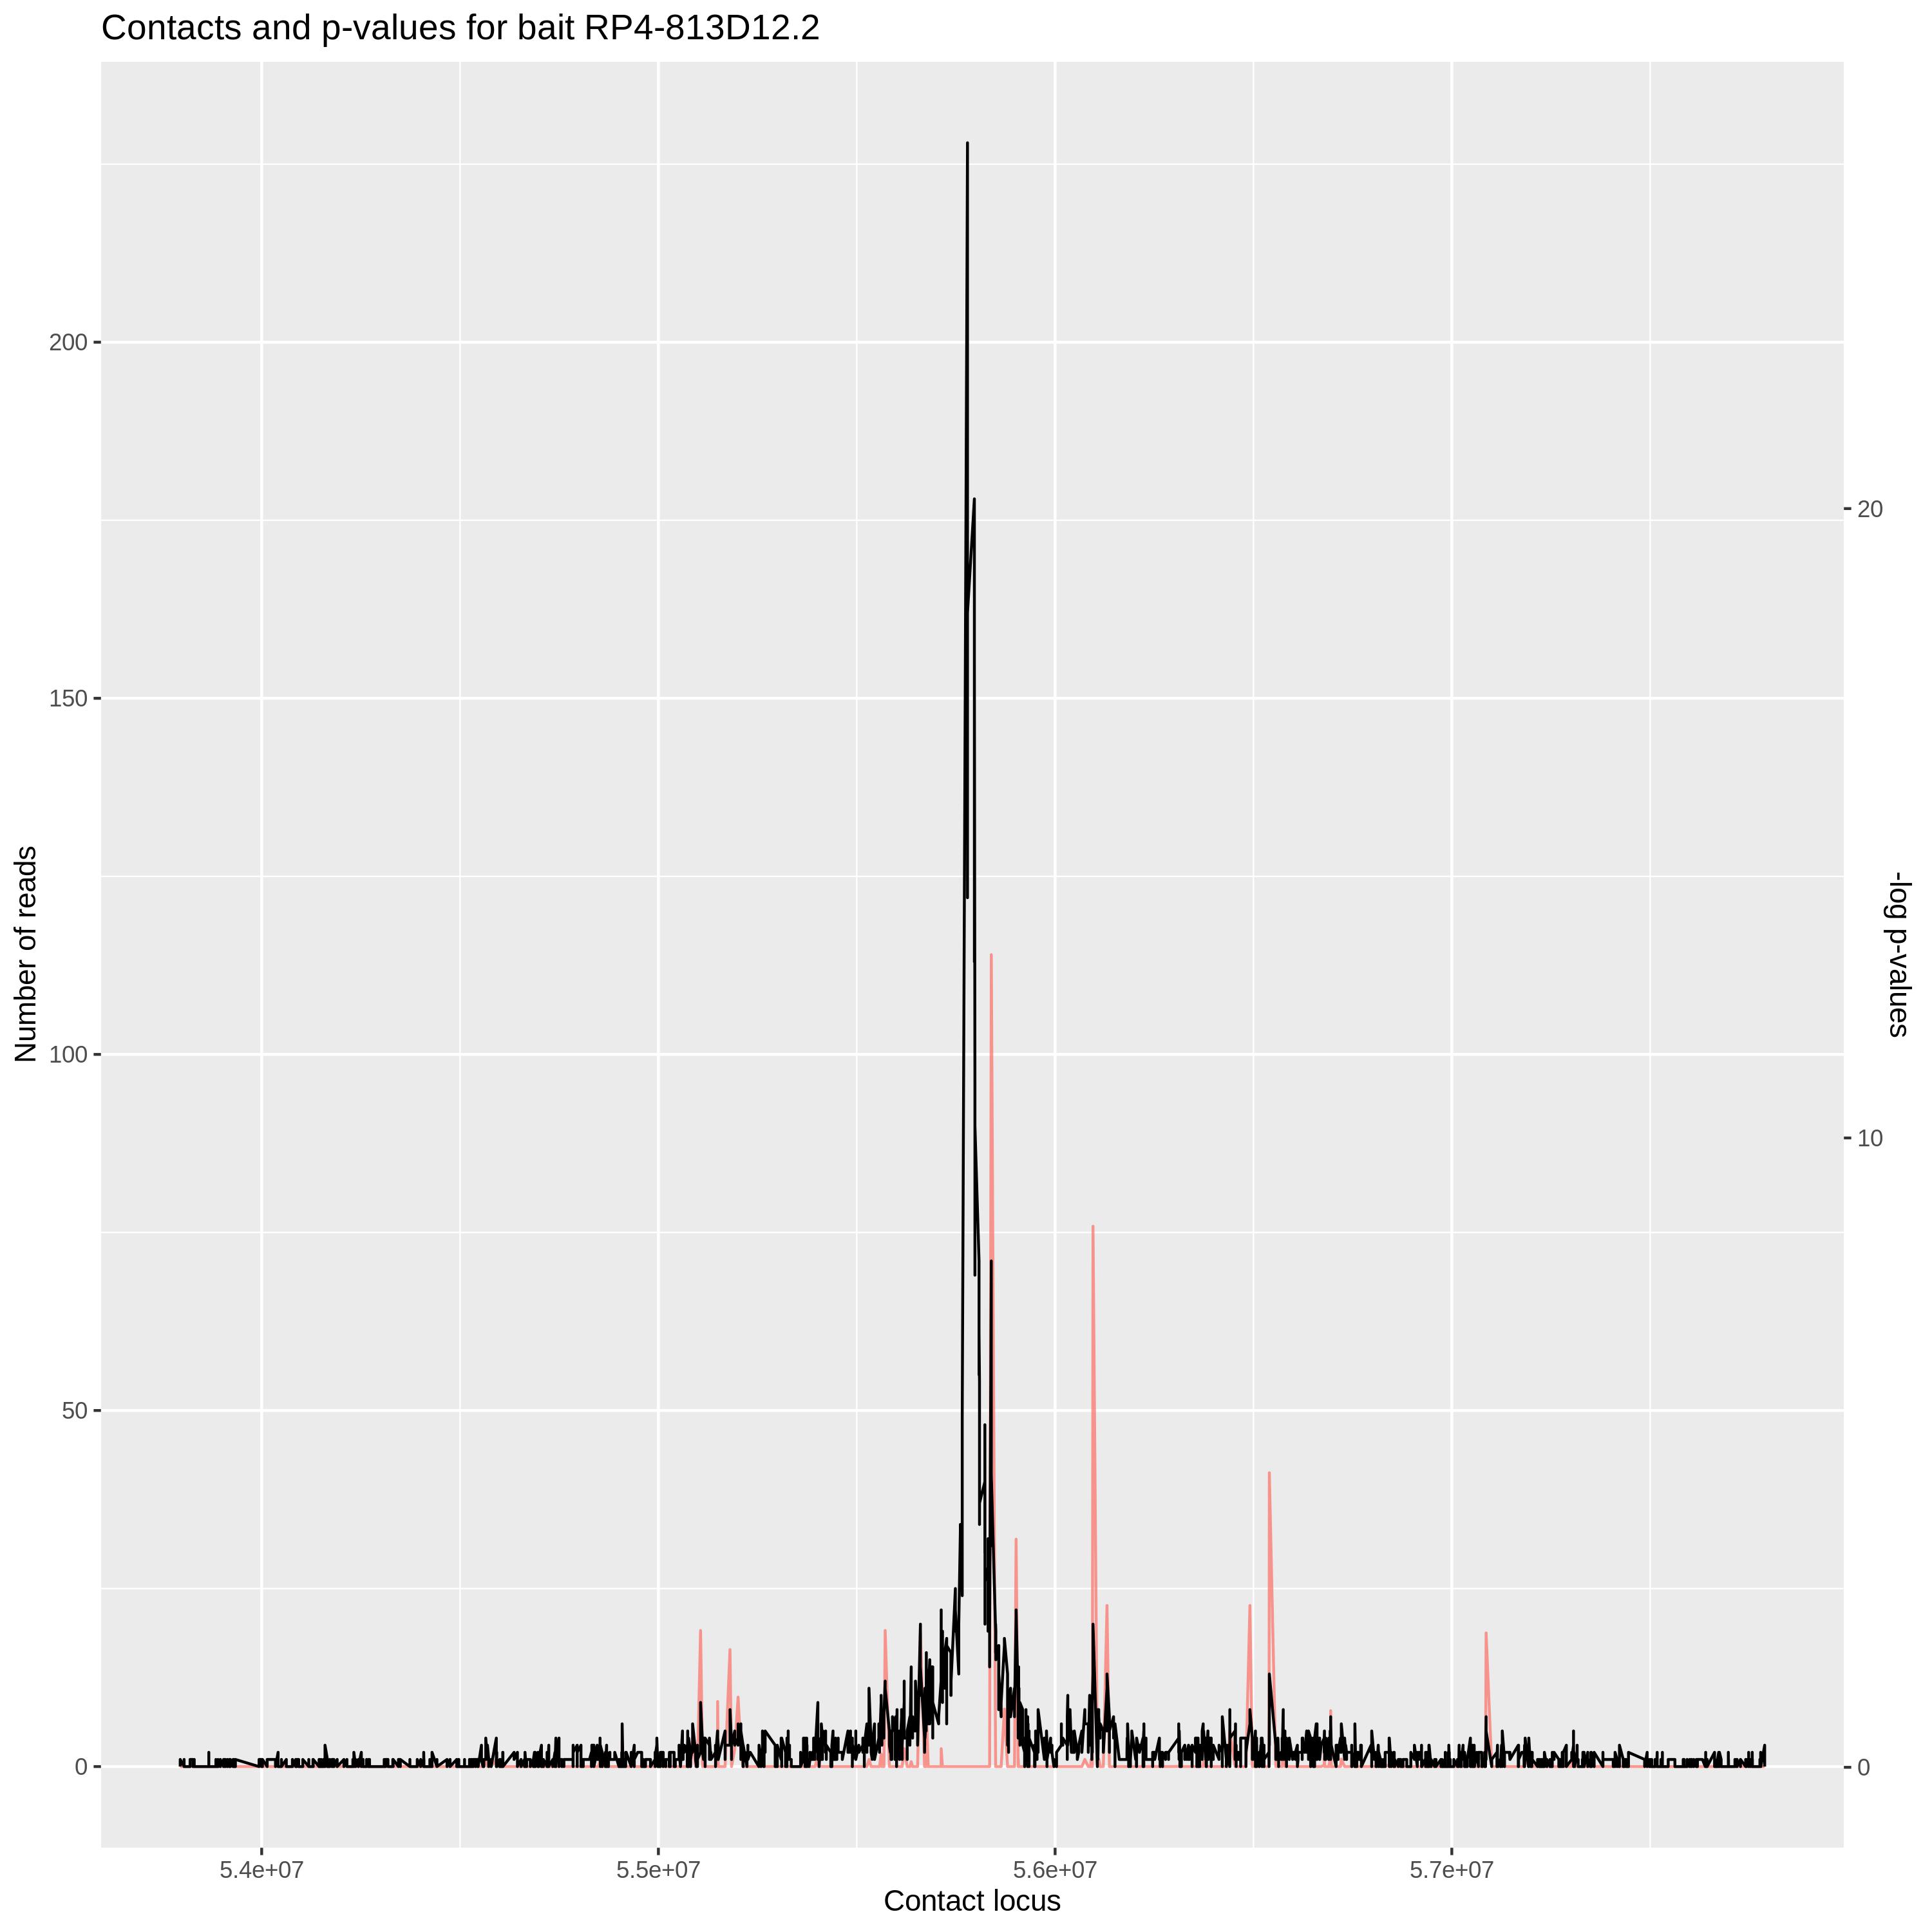 Contacts and p-values for bait RP4-813D12.2
200
150
100
50
0
Number of reads
20
10
0
-log p-values
5.4e+07
5.5e+07
5.6e+07
5.7e+07
Contact locus